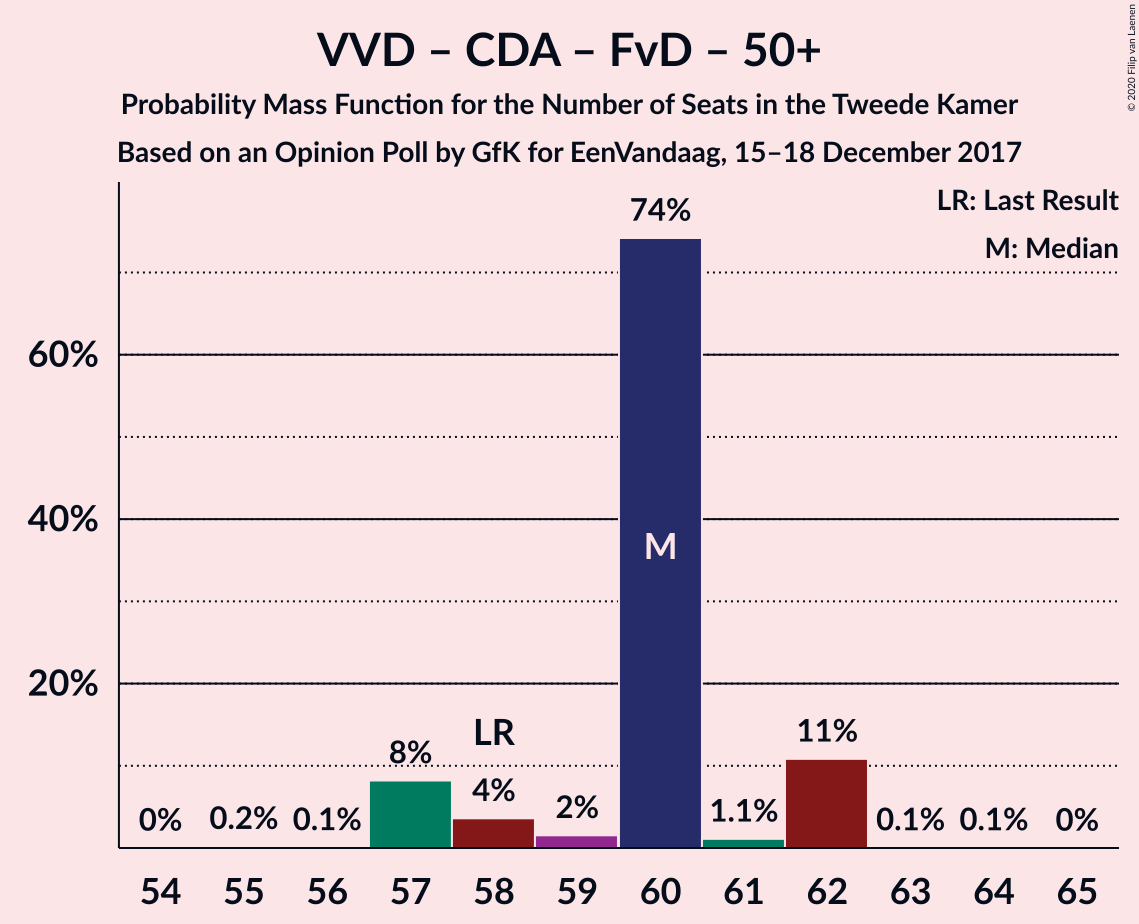 VVD – CDA – FvD – 50+
Probability Mass Function for the Number of Seats in the Tweede Kamer
Based on an Opinion Poll by GfK for EenVandaag, 15–18 December 2017
© 2020 Filip van Laenen
LR: Last Result
M: Median
74%
60%
40%
M
20%
LR
8%
4%
2%
11%
0%
0.2%
0.1%
1.1%
0.1%
0.1%
0%
54 55 56 57 58 59 60 61 62 63 64 65